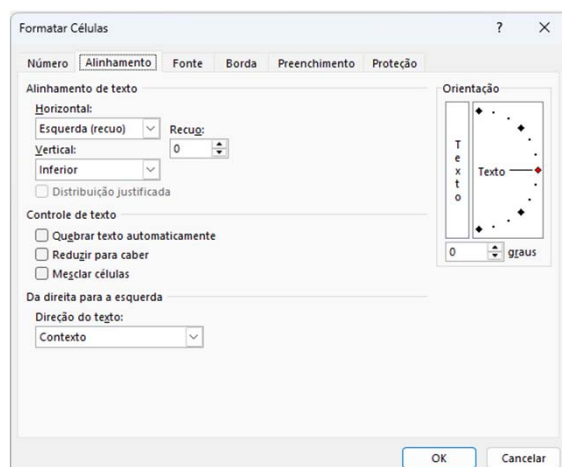 Formatar Células ? ×
Número Alinhamento Fonte Borda Preenchimento Proteção
Alinhamento de texto
Horizontal:
Esquerda (recuo)
Recuo:
Vertical:
0
Inferior
Distribuição justificada
Controle de texto
Quebrar texto automaticamente
Reduzir para caber
Mesclar células
Da direita para a esquerda
Direção do texto:
Contexto
Orientação
Texto
Texto
0 graus
OK Cancelar